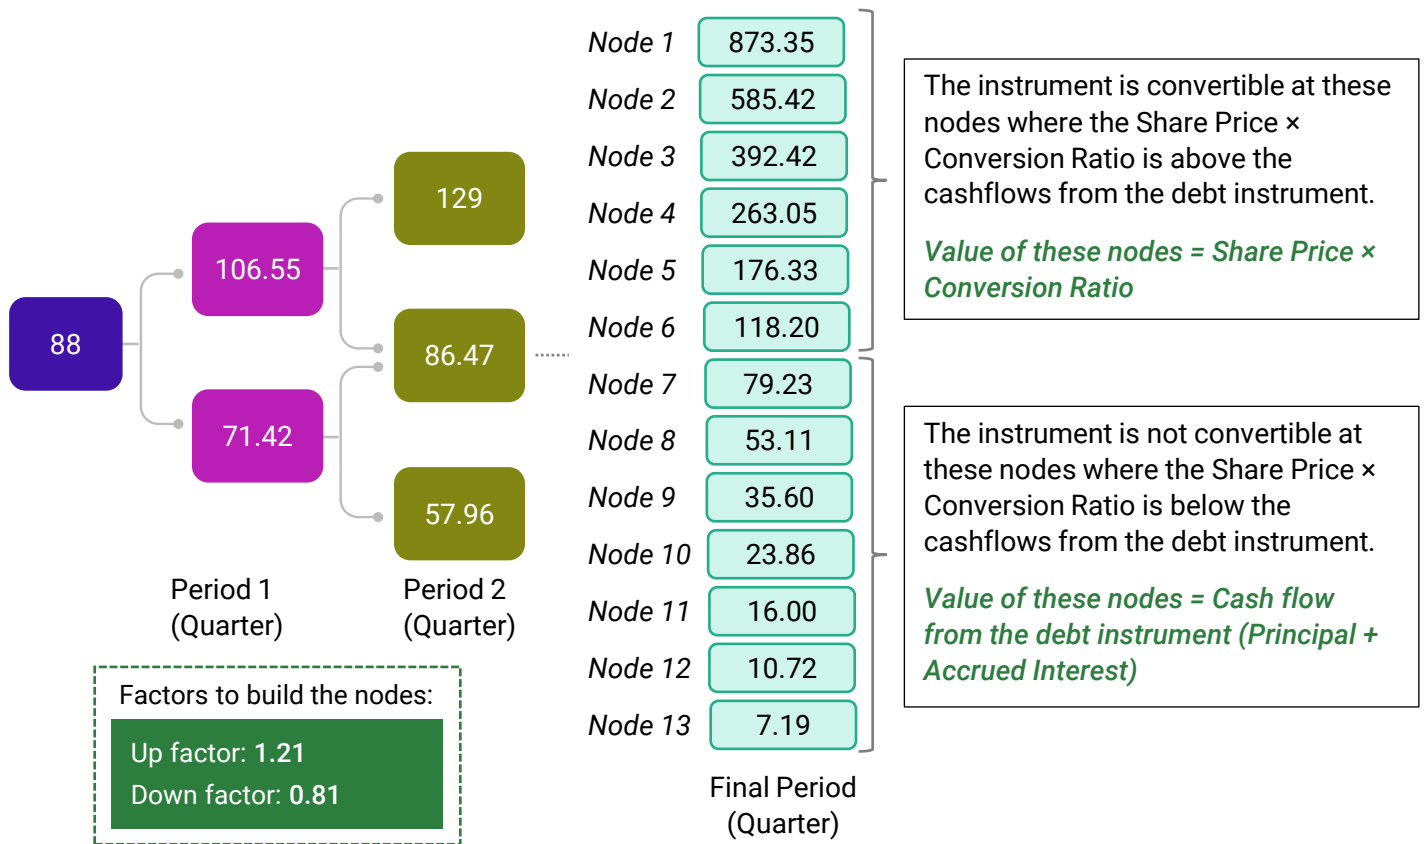 88
106.55
71.42
Period 1
(Quarter)
129
86.47
57.96
Period 2
(Quarter)
Factors to build the nodes:
Up factor: 1.21
Down factor: 0.81
Node 1 873.35
Node 2 585.42
Node 3 392.42
Node 4 263.05
Node 5 176.33
Node 6 118.20
Node 7 79.23
Node 8 53.11
Node 9 35.60
Node 10 23.86
Node 11 16.00
Node 12 10.72
Node 13 7.19
Final Period
(Quarter)
The instrument is convertible at these
nodes where the Share Price ×
Conversion Ratio is above the
cashflows from the debt instrument.
Value of these nodes = Share Price ×
Conversion Ratio
The instrument is not convertible at
these nodes where the Share Price ×
Conversion Ratio is below the
cashflows from the debt instrument.
Value of these nodes = Cash flow
from the debt instrument (Principal +
Accrued Interest)